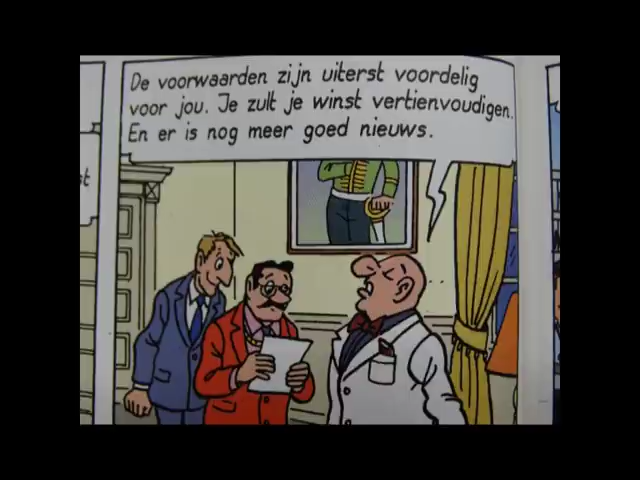 De voorwaarden zijn uiterst voordelig
voor jou. Je zult je winst vertienvoudigen.
En er is nog meer goed nieuws.
st